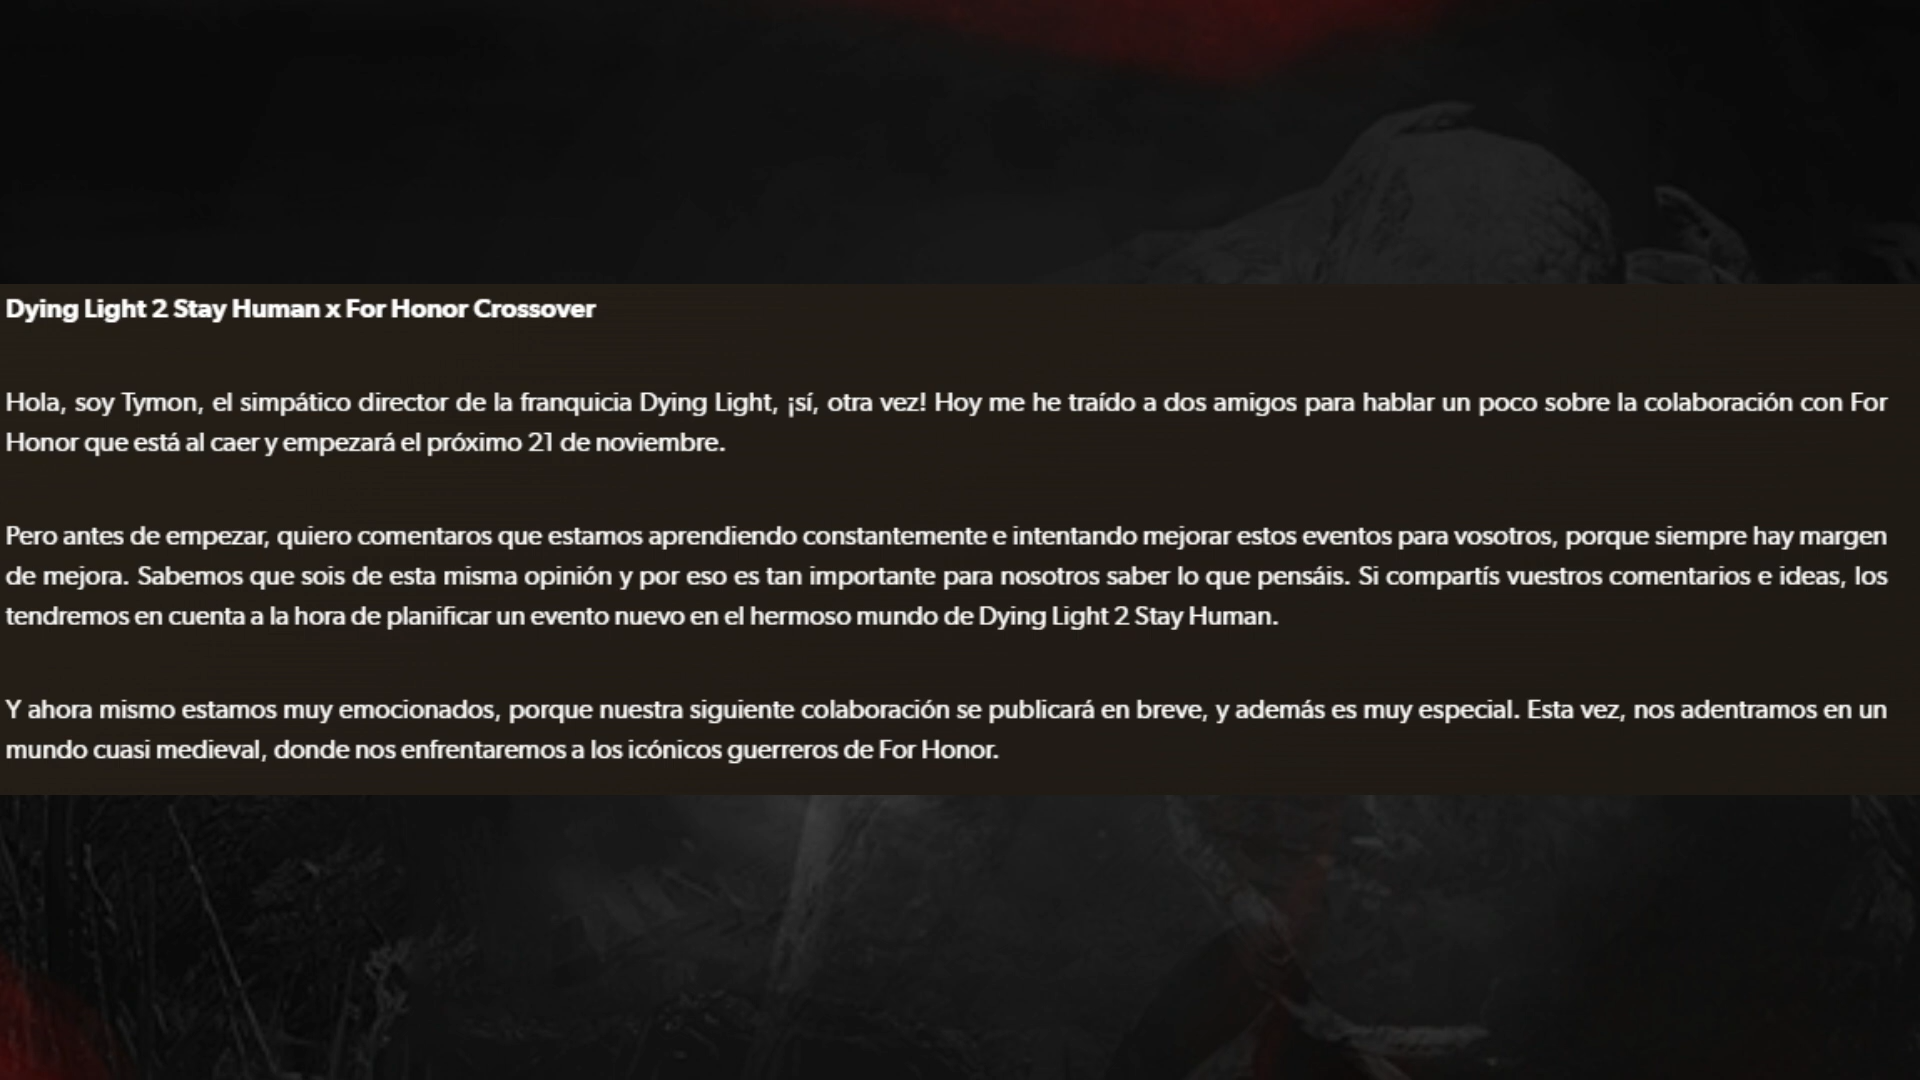 Dying Light 2 Stay Human x For Honor Crossover
Hola, soy Tymon, el simpático director de la franquicia Dying Light, ¡sí, otra vez! Hoy me he traído a dos amigos para hablar un poco sobre la colaboración con For
Honor que está al caer y empezará el próximo 21 de noviembre.
Pero antes de empezar, quiero comentaros que estamos aprendiendo constantemente e intentando mejorar estos eventos para vosotros, porque siempre hay margen
de mejora. Sabemos que sois de esta misma opinión y por eso es tan importante para nosotros saber lo que pensáis. Si compartís vuestros comentarios e ideas, los
tendremos en cuenta a la hora de planificar un evento nuevo en el hermoso mundo de Dying Light 2 Stay Human.
Y ahora mismo estamos muy emocionados, porque nuestra siguiente colaboración se publicará en breve, y además es muy especial. Esta vez, nos adentramos en un
mundo cuasi medieval, donde nos enfrentaremos a los icónicos guerreros de For Honor.